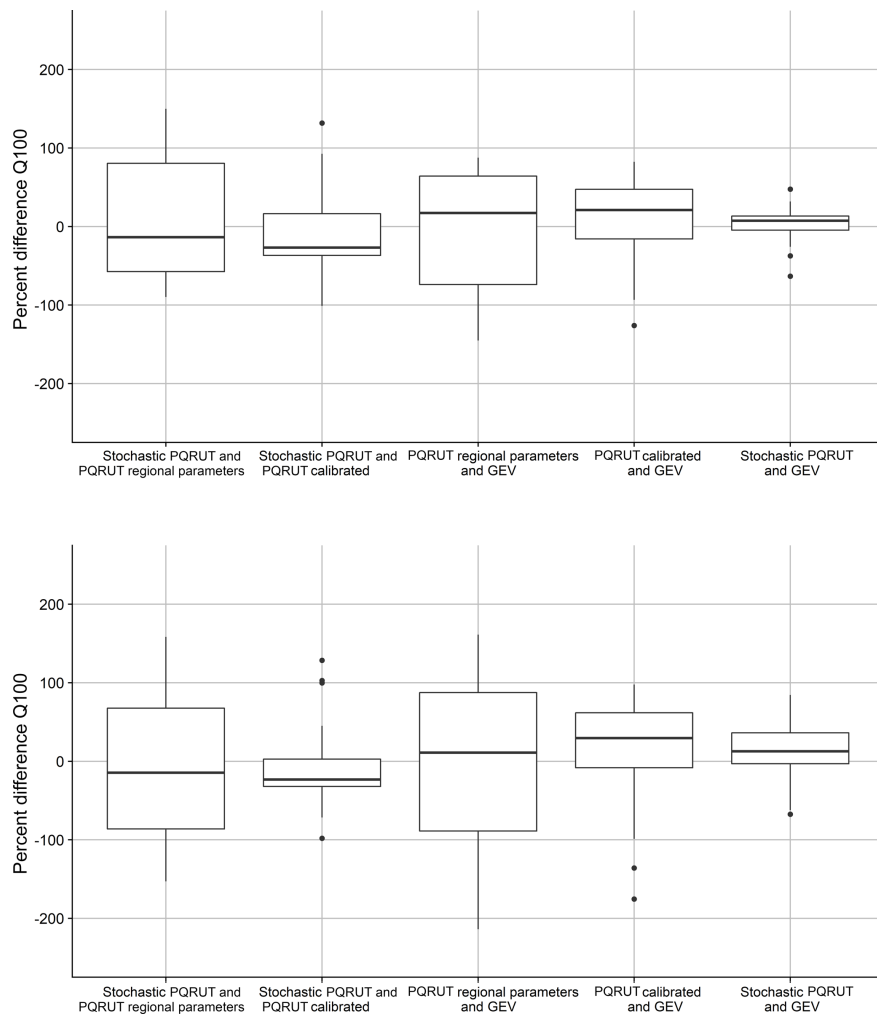 Percent difference Q100
200
100
0
-100
-200
Stochastic PQRUT and
PQRUT regional parameters
Stochastic PQRUT and
PQRUT calibrated
PQRUT regional parameters
and GEV
PQRUT calibrated
and GEV
Stochastic PQRUT
and GEV
Percent difference Q100
200
100
0
-100
-200
Stochastic PQRUT and
PQRUT regional parameters
Stochastic PQRUT and
PQRUT calibrated
PQRUT regional parameters
and GEV
PQRUT calibrated
and GEV
Stochastic PQRUT
and GEV